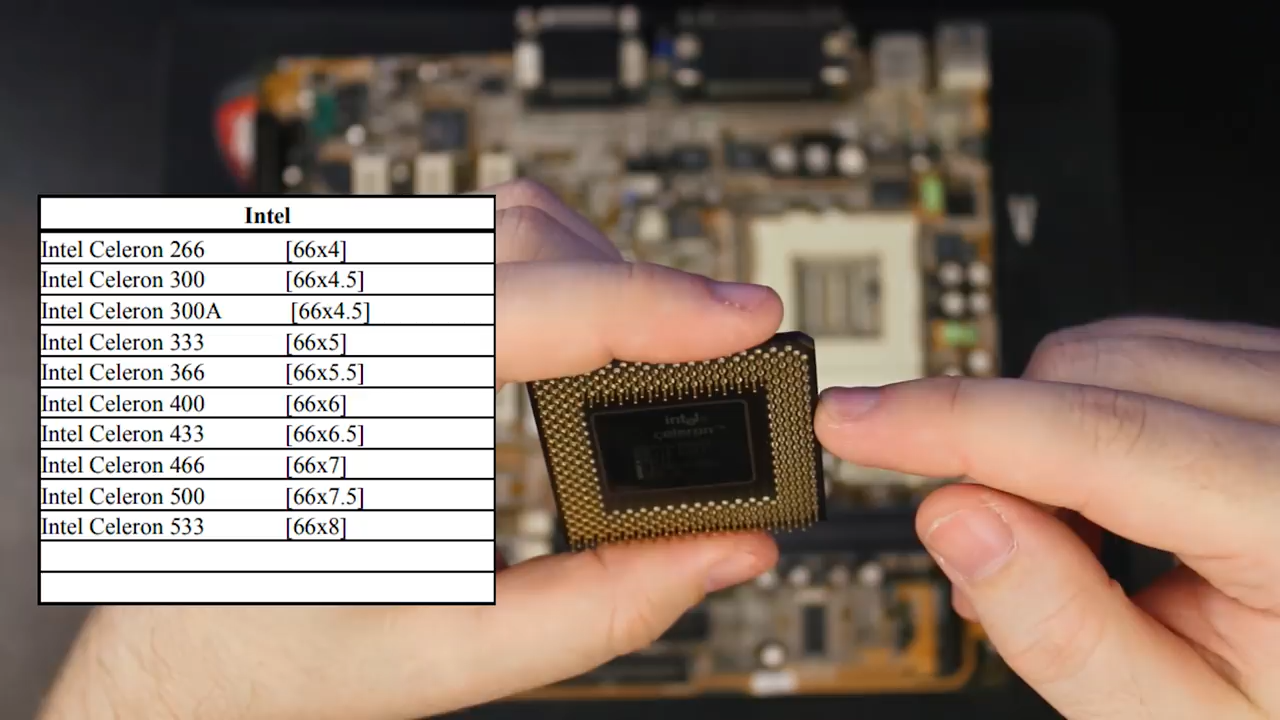 Intel
Intel Celeron 266 [66x4]
Intel Celeron 300 [66x4.5]
Intel Celeron 300A [66x4.5]
Intel Celeron 333 [66x5]
Intel Celeron 366 [66x5.5]
Intel Celeron 400 [66x6]
Intel Celeron 433 [66x6.5]
Intel Celeron 466 [66x7]
Intel Celeron 500 [66x7.5]
Intel Celeron 533 [66x8]
intel
celeron™